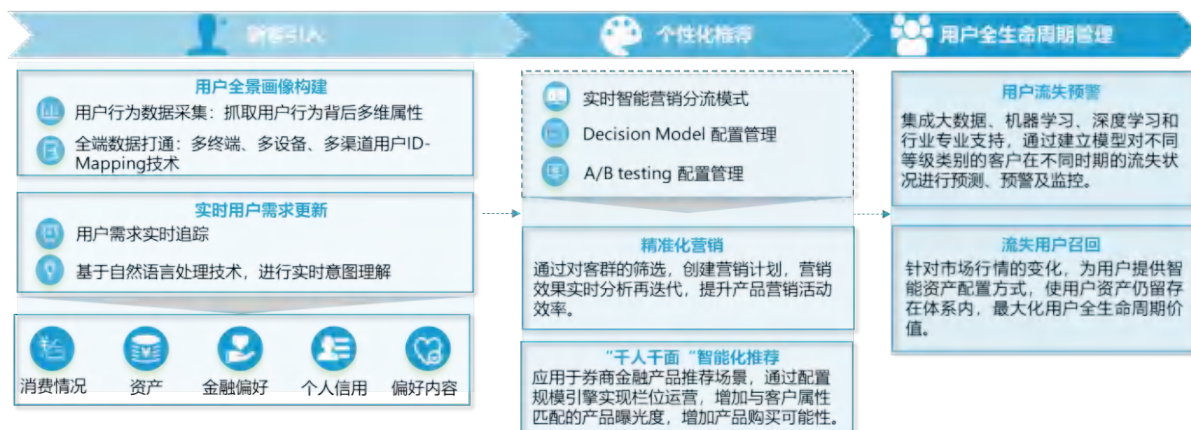 新客引入
个性化推荐
用户全生命周期管理
用户全景画像构建
用户行为数据采集：抓取用户行为背后多维属性
全端数据打通：多终端、多设备、多渠道用户ID-
Mapping技术
实时用户需求更新
用户需求实时追踪
基于自然语言处理技术，进行实时意图理解
消费情况
资产
金融偏好
个人信用
偏好内容
实时智能营销分流模式
Decision Model 配置管理
A/B testing 配置管理
精准化营销
通过对客群的筛选，创建营销计划，营销
效果实时分析再迭代，提升产品营销活动
效率。
“千人千面“智能化推荐
应用于券商金融产品推荐场景，通过配置
规模引擎实现栏位运营，增加与客户属性
匹配的产品曝光度，增加产品购买可能性。
用户流失预警
集成大数据、机器学习、深度学习和
行业专业支持，通过建立模型对不同
等级类别的客户在不同时期的流失状
况进行预测、预警及监控。
流失用户召回
针对市场行情的变化，为用户提供智
能资产配置方式，使用户资产仍留存
在体系内，最大化用户全生命周期价
值。